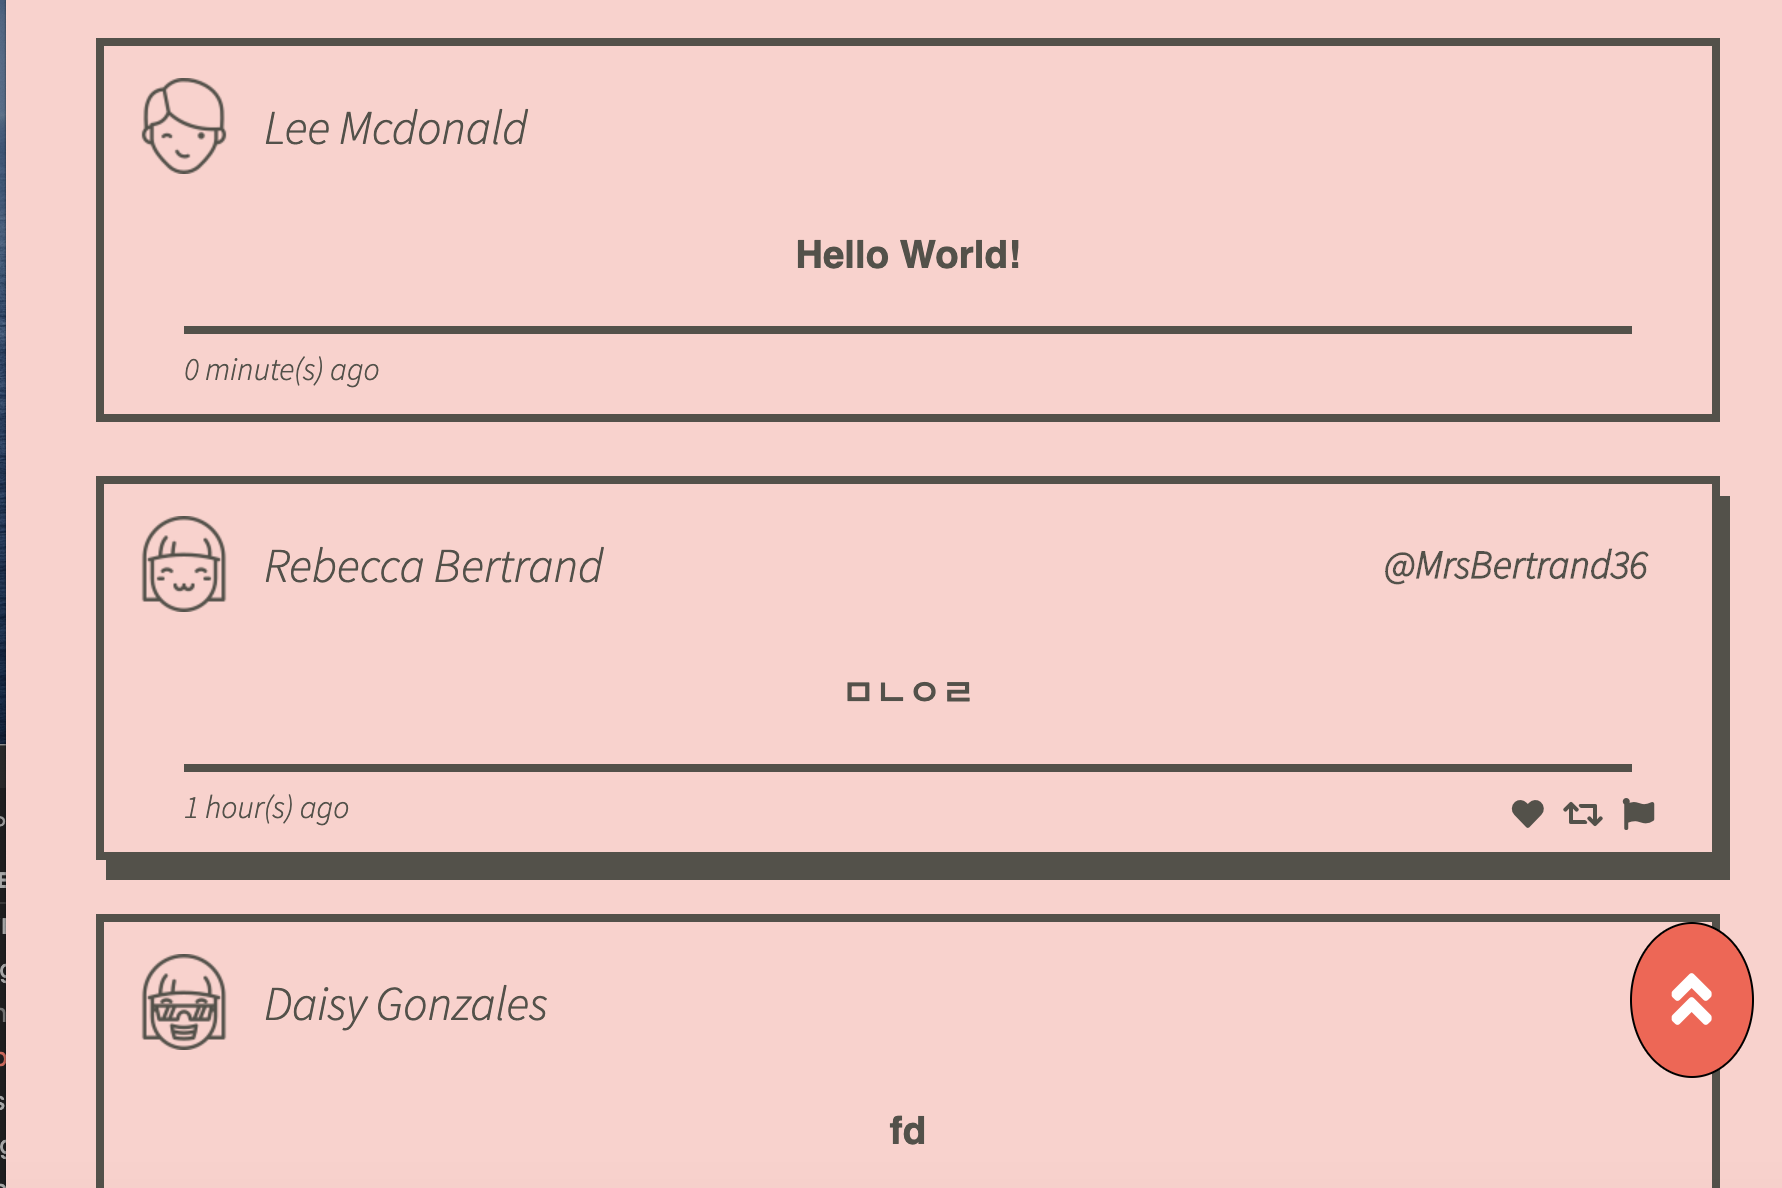 Lee Mcdonald
Hello World!
0 minute(s) ago
Rebecca Bertrand
@MrsBertrand36
ㅁㄴㅇㄹ
1 hour(s) ago
Daisy Gonzales
fd